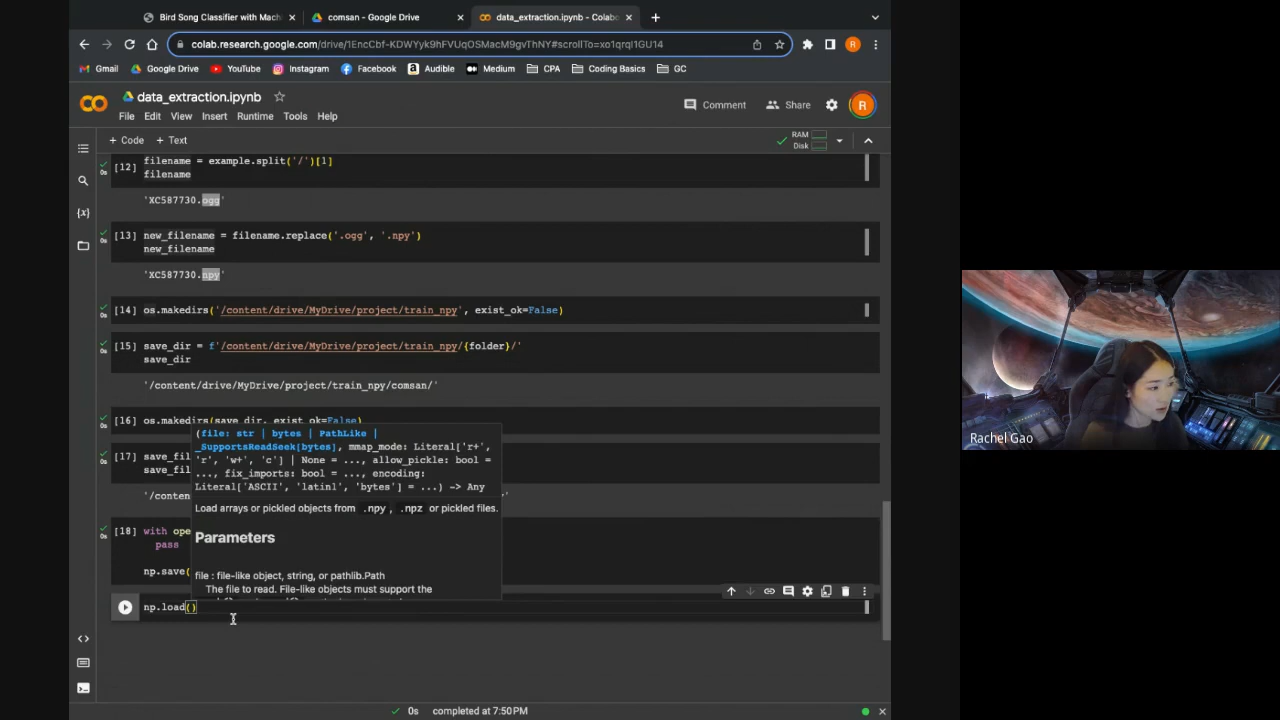 Bird Song Classifier with Mach
comsan - Google Drive
data_extraction.ipynb - Colabo
colab.research.google.com/drive/1EncCbf-KDWYyk9hFVUqOSMacM9gvThNY#scrollTo=xo1qrqI1GU14
R
Gmail
Google Drive
YouTube
Instagram
Facebook
Audible
Medium
CPA
Coding Basics
GC
data_extraction.ipynb
Comment
Share
R
File Edit View Insert Runtime Tools Help
+ Code + Text
RAM
Disk
[12] filename = example.split('/')[1]
filename
0s
'XC587730.ogg'
[13] new_filename = filename.replace('.ogg', '.npy')
new_filename
0s
'XC587730.npy'
[14] os.makedirs('/content/drive/MyDrive/project/train_npy', exist_ok=False)
0s
[15] save_dir = f'/content/drive/MyDrive/project/train_npy/{folder}/'
save_dir
0s
'/content/drive/MyDrive/project/train_npy/comsan/'
[16] os.makedirs(save_dir, exist_ok=False)
0s
(file: str | bytes | PathLike |
_SupportsReadSeek[bytes], mmap_mode: Literal['r+',
'r', 'w+', 'c'] | None = ..., allow_pickle: bool =
..., fix_imports: bool = ..., encoding:
Literal['ASCII', 'latin1', 'bytes'] = ...) -> Any
Load arrays or pickled objects from .npy, .npz or pickled files.
Parameters
file : file-like object, string, or pathlib.Path
The file to read. File-like objects must support the
[17] save_fil
save_fil
0s
'/conten
'
[18] with ope
pass
0s
np.save(
np.load()
0s completed at 7:50PM
Rachel Gao